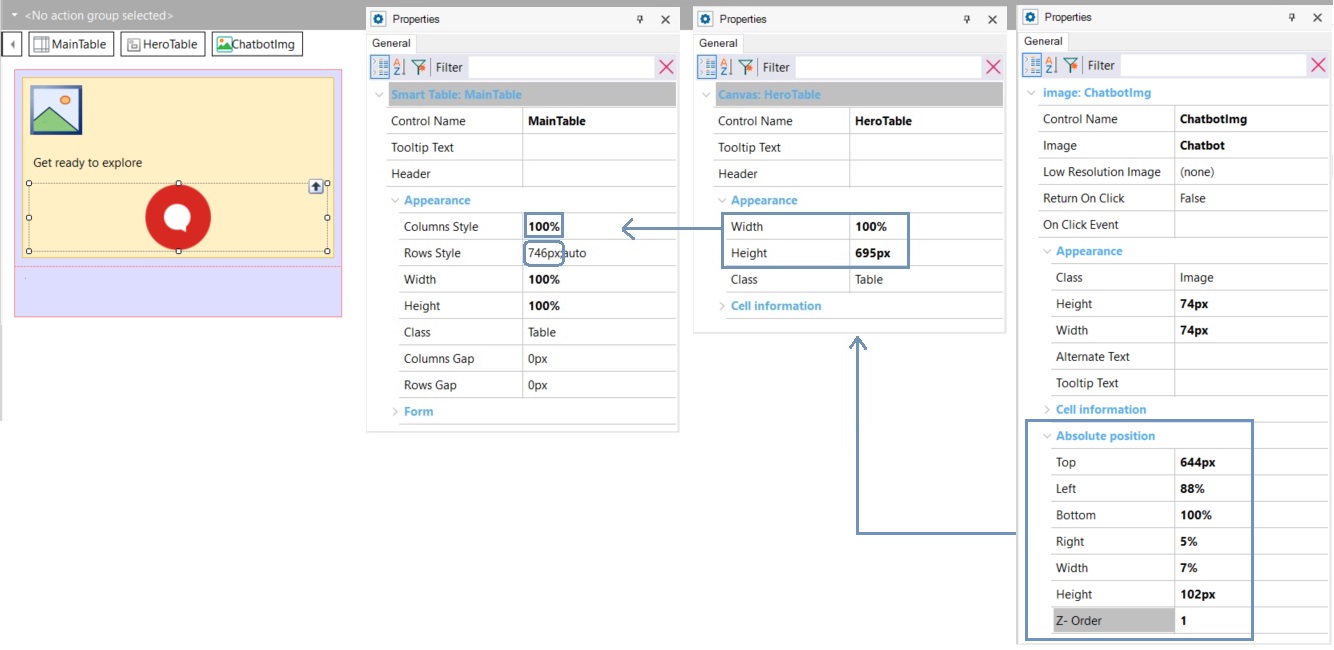 <No action group selected>
MainTable
HeroTable
ChatbotImg
Get ready to explore
Properties
General
Filter
Smart Table: MainTable
Control Name MainTable
Tooltip Text
Header
Appearance
Columns Style 100%
Rows Style 746px;auto
Width 100%
Height 100%
Class Table
Columns Gap 0px
Rows Gap 0px
Form
Properties
General
Filter
Canvas: HeroTable
Control Name HeroTable
Tooltip Text
Header
Appearance
Width 100%
Height 695px
Class Table
Cell information
Properties
General
Filter
image: ChatbotImg
Control Name ChatbotImg
Image Chatbot
Low Resolution Image (none)
Return On Click False
On Click Event
Appearance
Class Image
Height 74px
Width 74px
Alternate Text
Tooltip Text
Cell information
Absolute position
Top 644px
Left 88%
Bottom 100%
Right 5%
Width 7%
Height 102px
Z- Order 1